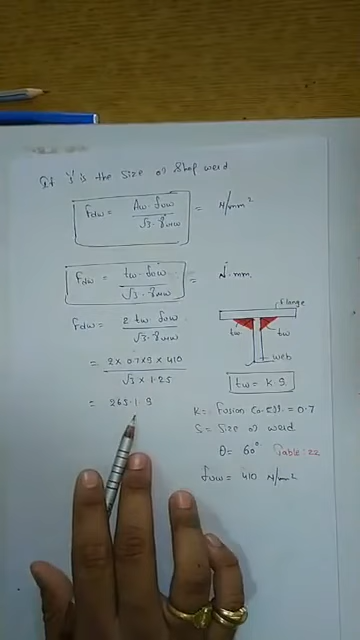 If 's' is the size of shop weld
fdw = Aw · fuw / √3 · γmw = N/mm²
fdw = tw · fuw / √3 · γmw = N · mm
fdw = 2 tw · fuw / √3 · γmw
= 2 × 0.7 × S × 410 / √3 × 1.25
= 265.1 S
flange
tw
tw
web
tw = K·S
K = Fusion Co.Eff. = 0.7
S = Size of weld
θ = 60° Table: 22
fuw = 410 N/mm²